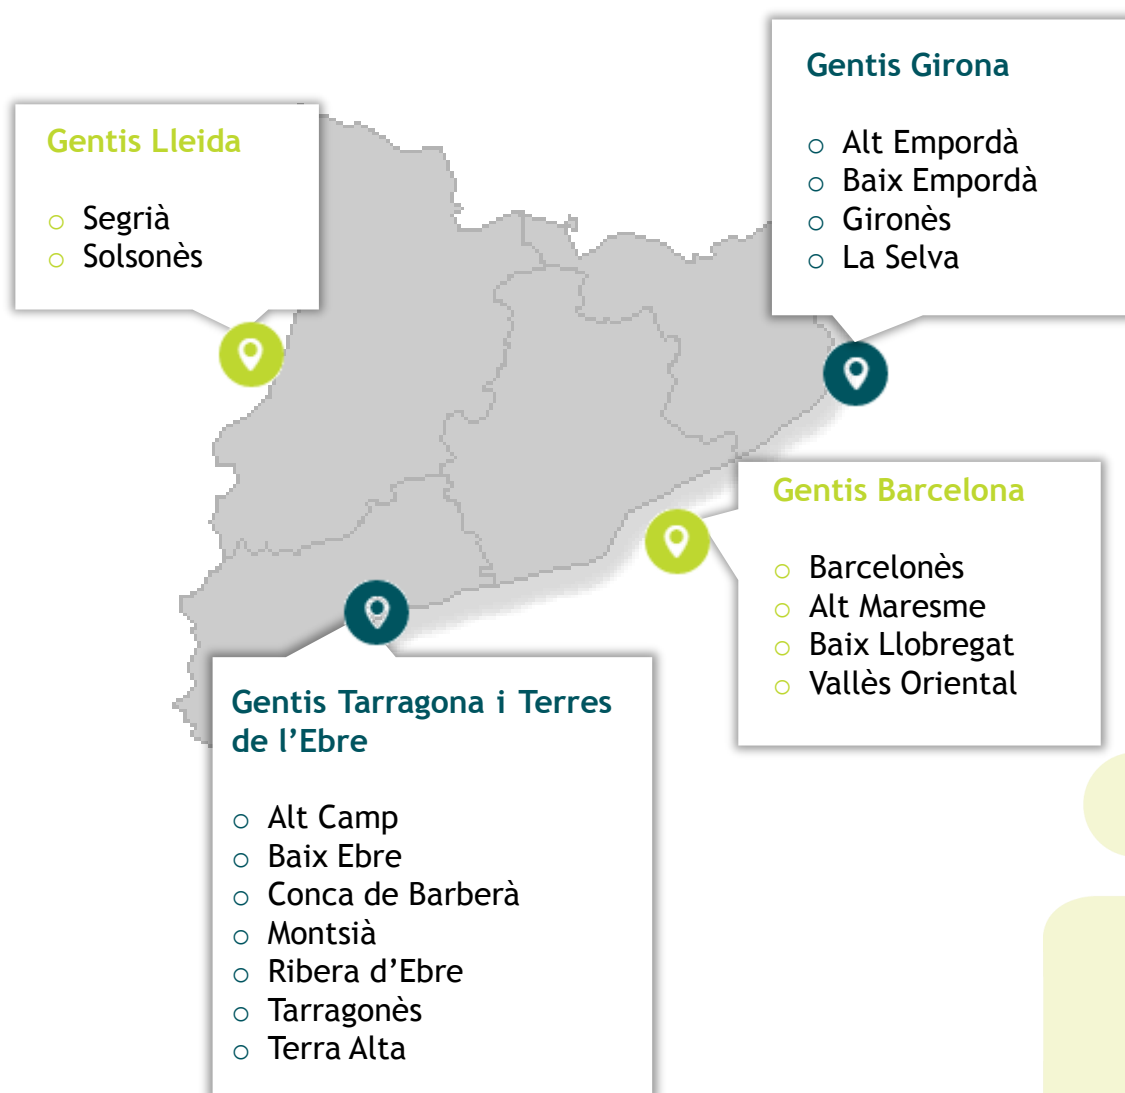 Gentis Girona
Alt Empordà
Baix Empordà
Gironès
La Selva
Gentis Lleida
Segrià
Solsonès
Gentis Barcelona
Barcelonès
Alt Maresme
Baix Llobregat
Vallès Oriental
Gentis Tarragona i Terres
de l’Ebre
Alt Camp
Baix Ebre
Conca de Barberà
Montsià
Ribera d’Ebre
Tarragonès
Terra Alta